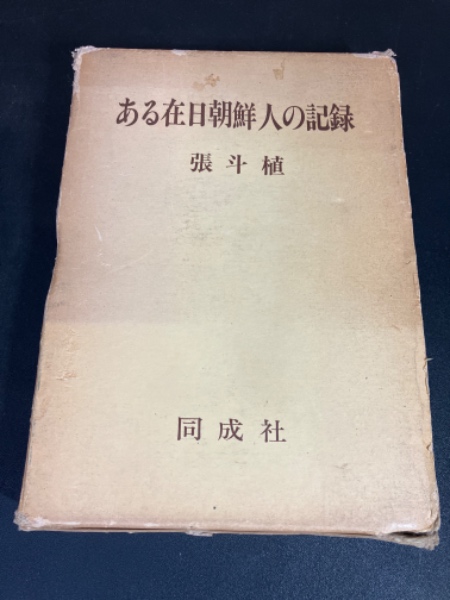 ある在日朝鮮人の記録
張斗植
同成社